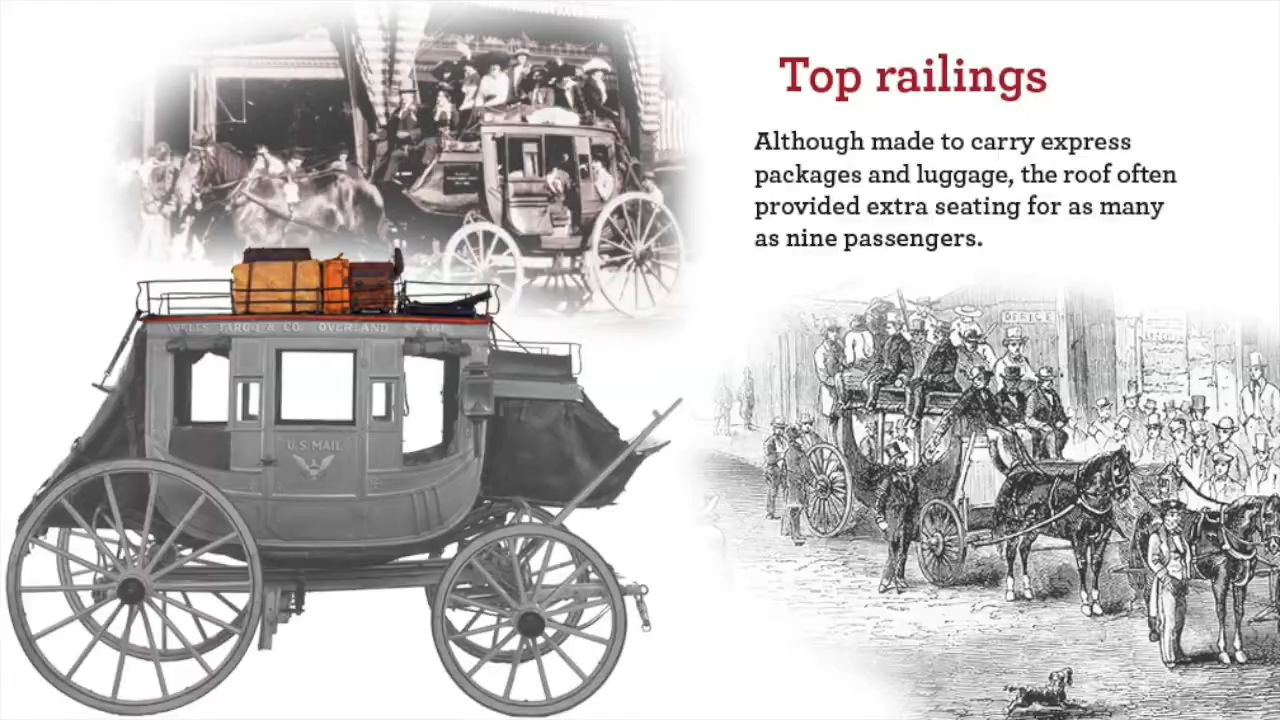 Top railings
Although made to carry express
packages and luggage, the roof often
provided extra seating for as many
as nine passengers.
WELLS FARGO & CO. OVERLAND STAGE
U.S. MAIL
OFFICE